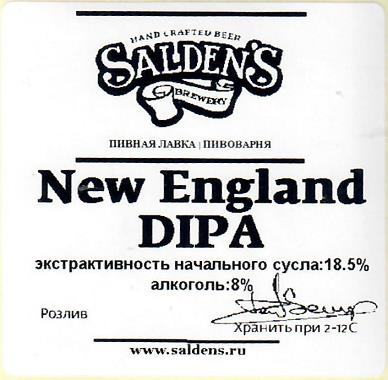 HAND CRAFTED BEER
SALDEN'S
BREWERY
ПИВНАЯ ЛАВКА | ПИВОВАРНЯ
New England
DIPA
экстрактивность начального сусла:18.5%
алкоголь:8%
Розлив
Хранить при 2-12С
www.saldens.ru